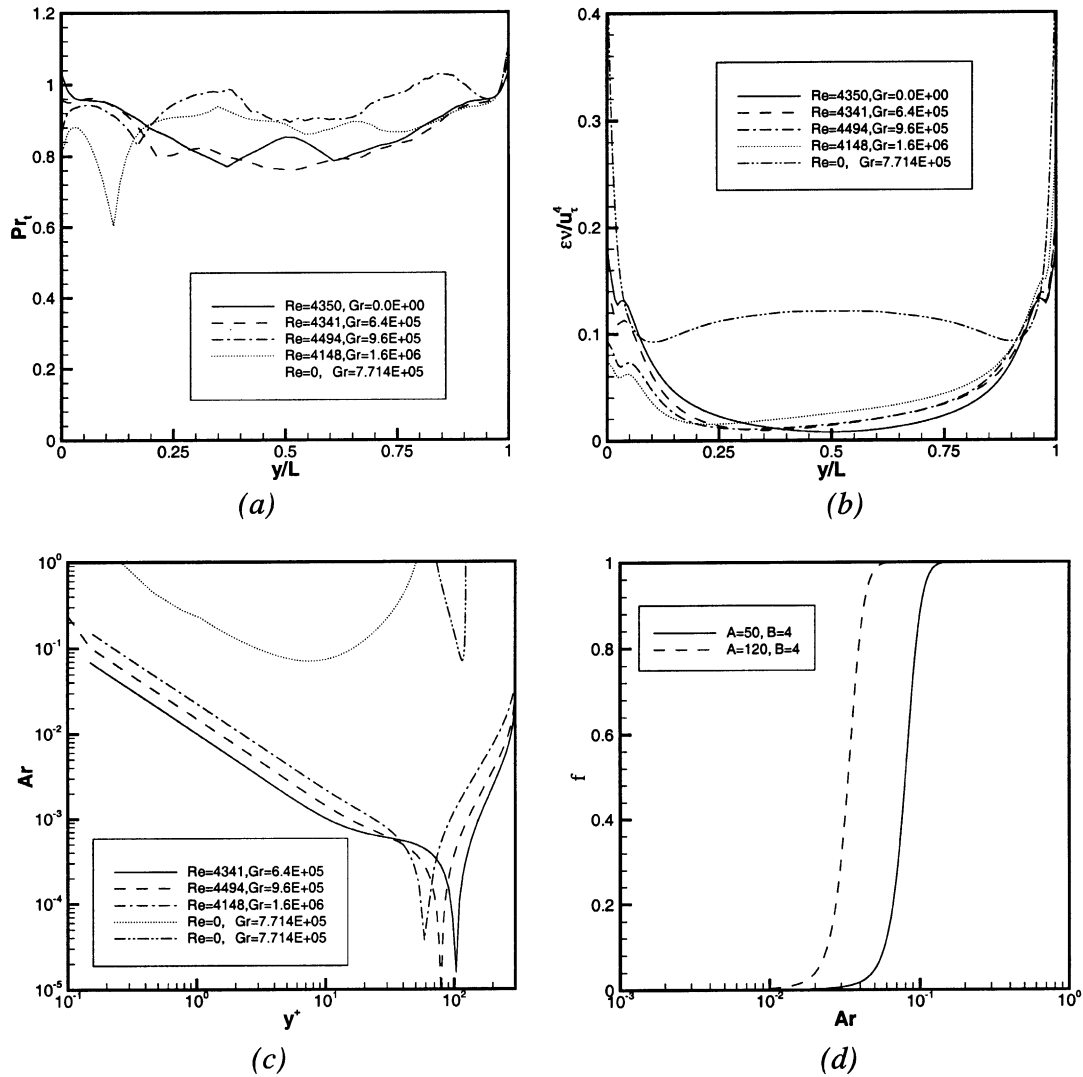 1.2
1
0.8
0.6
0.4
0.2
0
Pr_t
Re=4350, Gr=0.0E+00
Re=4341,Gr=6.4E+05
Re=4494,Gr=9.6E+05
Re=4148,Gr=1.6E+06
Re=0, Gr=7.714E+05
0 0.25 0.5 0.75 1
y/L
(a)
0.4
0.3
0.2
0.1
0
εν/u_τ^4
Re=4350,Gr=0.0E+00
Re=4341,Gr=6.4E+05
Re=4494,Gr=9.6E+05
Re=4148,Gr=1.6E+06
Re=0, Gr=7.714E+05
0 0.25 0.5 0.75 1
y/L
(b)
10^0
10^-1
10^-2
10^-3
10^-4
10^-5
Ar
Re=4341,Gr=6.4E+05
Re=4494,Gr=9.6E+05
Re=4148,Gr=1.6E+06
Re=0, Gr=7.714E+05
Re=0, Gr=7.714E+05
10^-1 10^0 10^1 10^2
y^+
(c)
1
0.8
0.6
0.4
0.2
0
f
A=50, B=4
A=120, B=4
10^-3 10^-2 10^-1 10^0
Ar
(d)